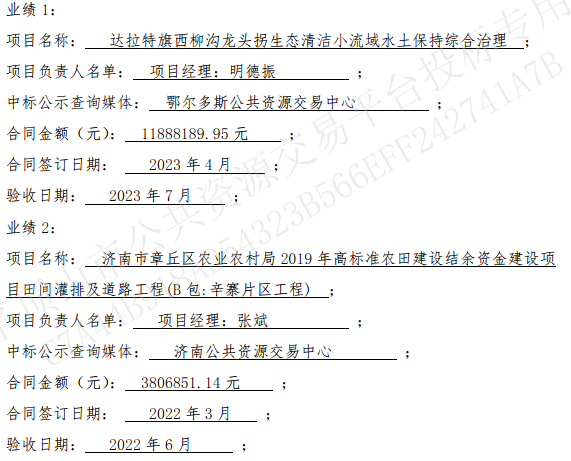 业绩 1:
项目名称： 达拉特旗西柳沟龙头拐生态清洁小流域水土保持综合治理 ；
项目负责人名单： 项目经理：明德振 ；
中标公示查询媒体： 鄂尔多斯公共资源交易中心 ；
合同金额（元）： 11888189.95 元 ；
合同签订日期： 2023 年 4 月 ；
验收日期： 2023 年 7 月 ；
业绩 2:
项目名称： 济南市章丘区农业农村局 2019 年高标准农田建设结余资金建设项
目田间灌排及道路工程(B 包:辛寨片区工程) ；
项目负责人名单： 项目经理：张斌 ；
中标公示查询媒体： 济南公共资源交易中心 ；
合同金额（元）： 3806851.14 元 ；
合同签订日期： 2022 年 3 月 ；
验收日期： 2022 年 6 月 ；